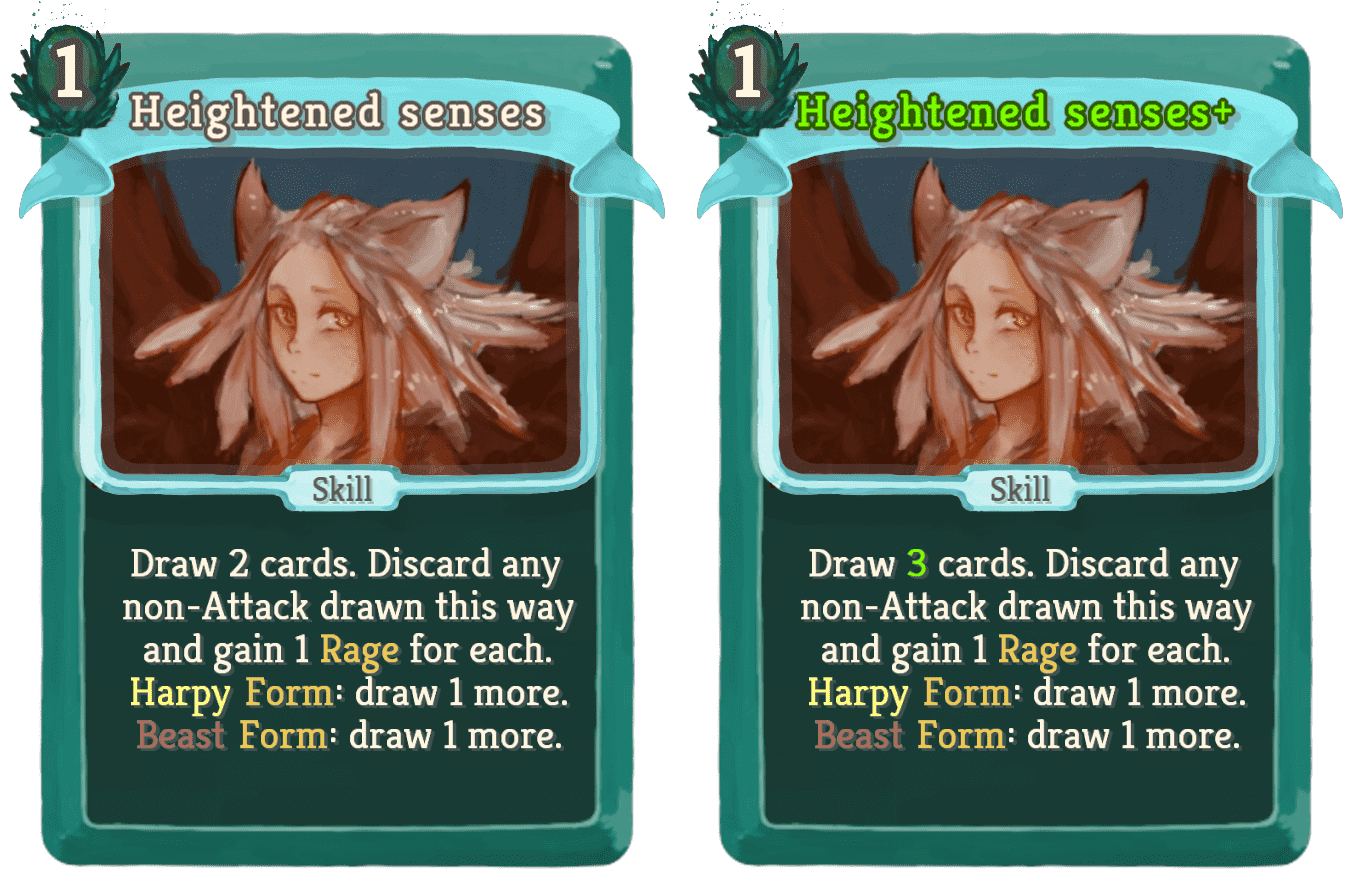 1
Heightened senses
Skill
Draw 2 cards. Discard any
non-Attack drawn this way
and gain 1 Rage for each.
Harpy Form: draw 1 more.
Beast Form: draw 1 more.
1
Heightened senses+
Skill
Draw 3 cards. Discard any
non-Attack drawn this way
and gain 1 Rage for each.
Harpy Form: draw 1 more.
Beast Form: draw 1 more.